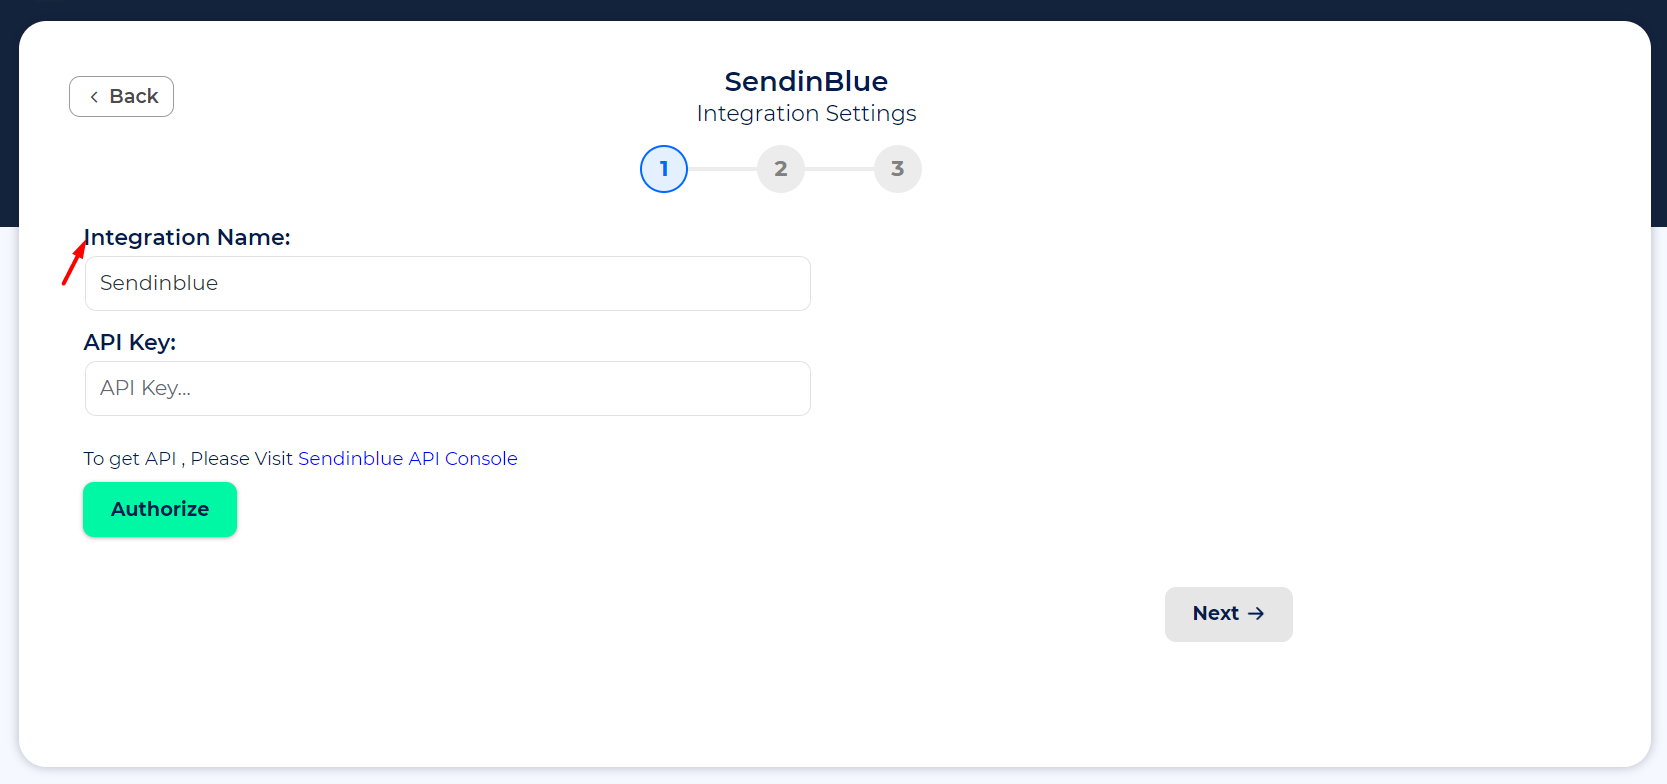 Back
SendinBlue
Integration Settings
1 2 3
Integration Name:
Sendinblue
API Key:
API Key...
To get API , Please Visit Sendinblue API Console
Authorize
Next →